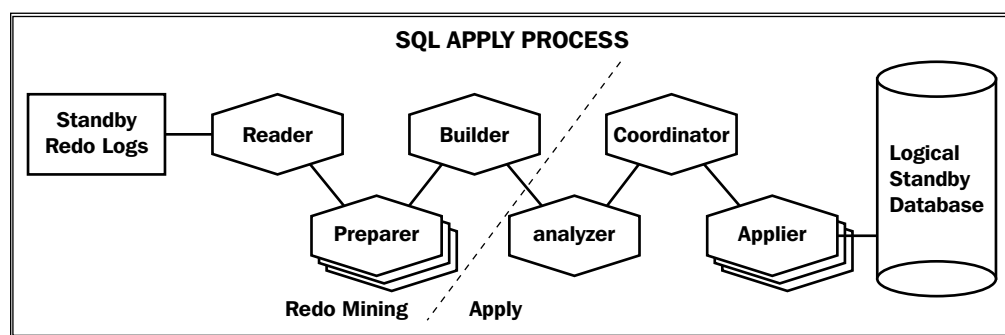 SQL APPLY PROCESS
Standby
Redo Logs
Reader
Builder
Coordinator
Logical
Standby
Database
Preparer
analyzer
Applier
Redo Mining
Apply